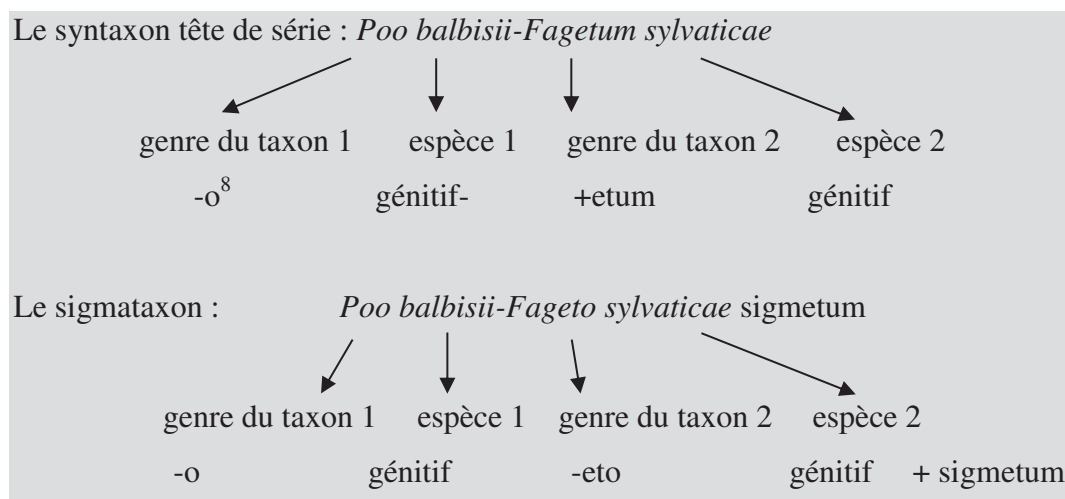 Le syntaxon tête de série : Poo balbisii-Fagetum sylvaticae
genre du taxon 1 espèce 1 genre du taxon 2 espèce 2
-o8 génitif- +etum génitif
Le sigmataxon : Poo balbisii-Fageto sylvaticae sigmetum
genre du taxon 1 espèce 1 genre du taxon 2 espèce 2
-o génitif -eto génitif + sigmetum